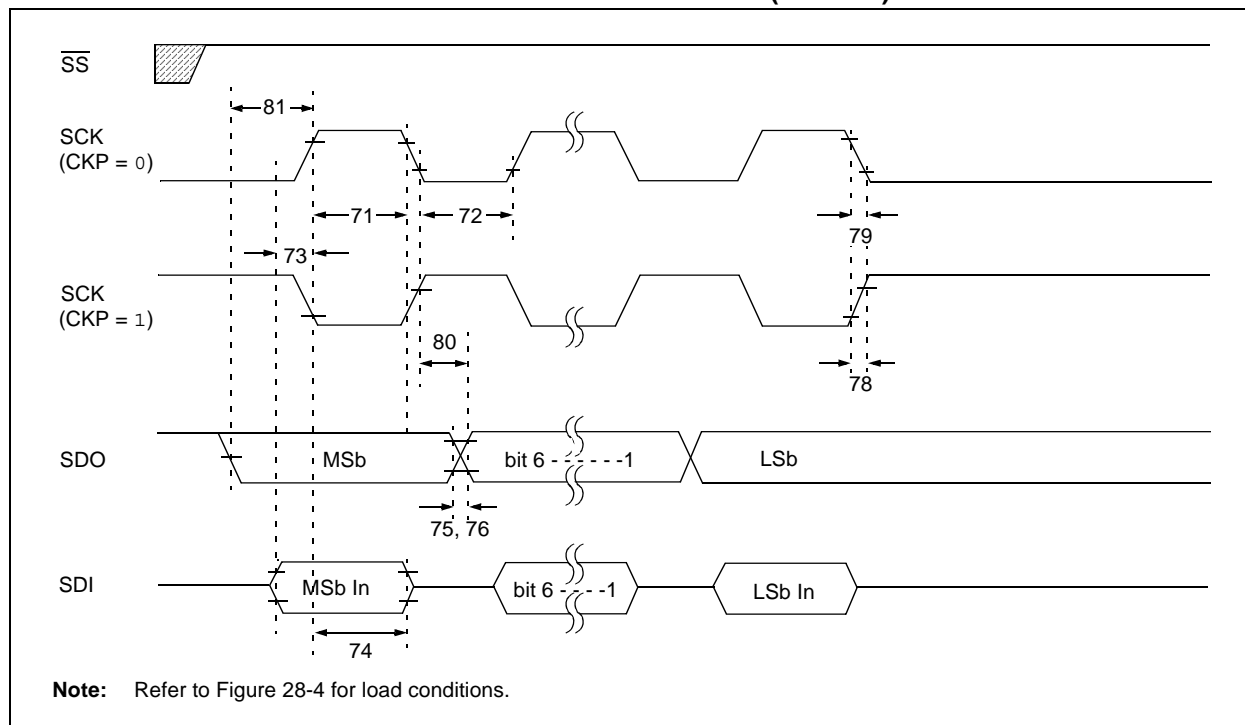 SS
81
SCK
(CKP = 0)
71
72
79
73
SCK
(CKP = 1)
80
78
SDO
MSb
bit 6 - - - - - - -1
LSb
75, 76
SDI
MSb In
bit 6 - - - - -1
LSb In
74
Note: Refer to Figure 28-4 for load conditions.